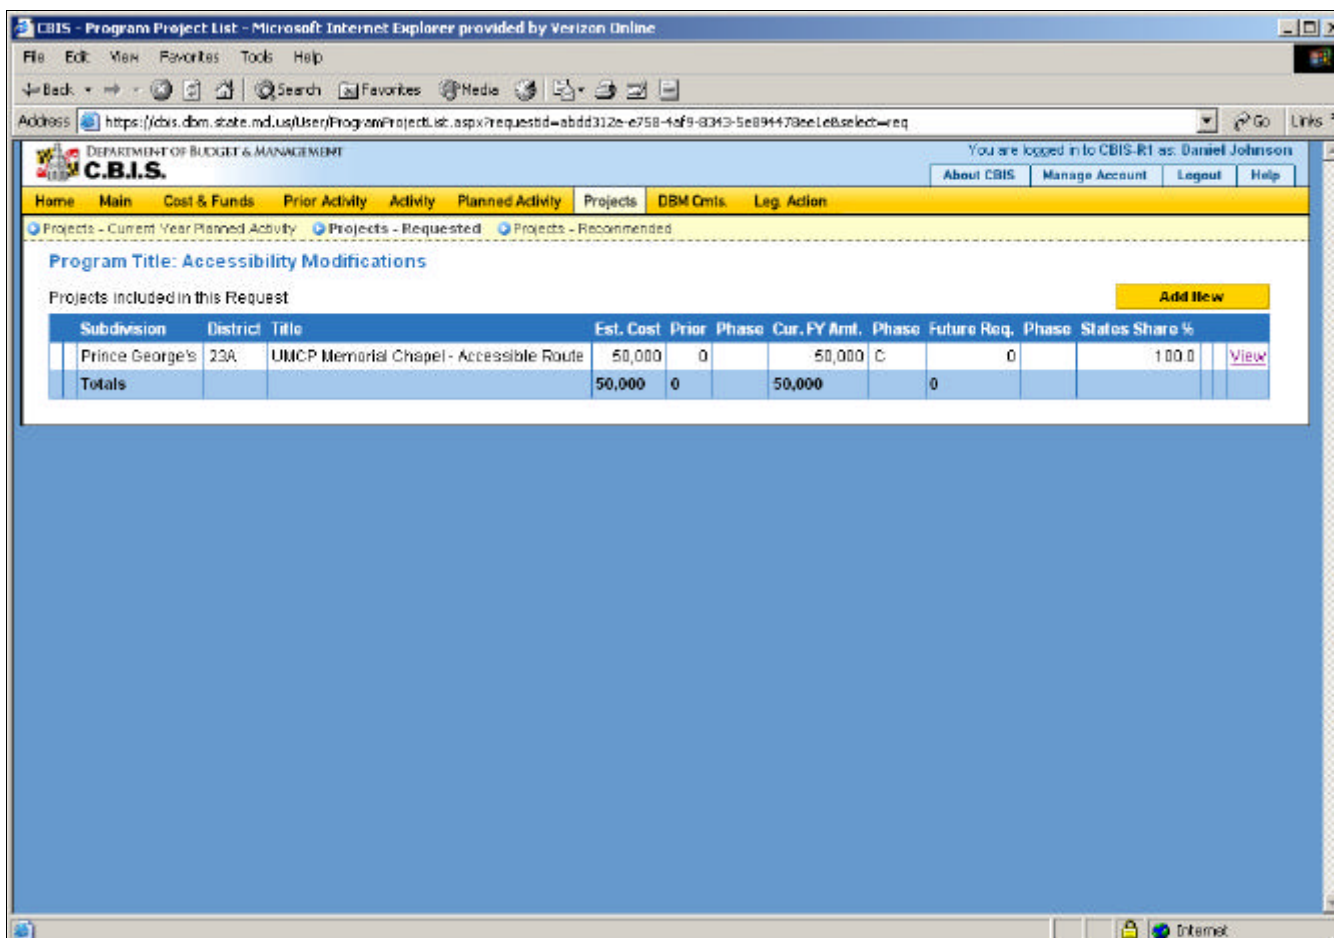 CBIS - Program Project List - Microsoft Internet Explorer provided by Verizon Online
File Edit View Favorites Tools Help
Back Search Favorites Media
Address https://cbis.dbm.state.md.us/User/ProgramProjectList.aspx?requestid=abdd312e-e758-4af9-8343-5e894478ee1e&select=req Go Links
DEPARTMENT OF BUDGET & MANAGEMENT You are logged in to CBIS-R1 as: Daniel Johnson
C.B.I.S. About CBIS Manage Account Logout Help
Home Main Cost & Funds Prior Activity Activity Planned Activity Projects DBM Cmts. Leg. Action
Projects - Current Year Planned Activity Projects - Requested Projects - Recommended
Program Title: Accessibility Modifications
Projects included in this Request Add New
Subdivision District Title Est. Cost Prior Phase Cur. FY Amt. Phase Future Req. Phase States Share %
Prince George's 23A UMCP Memorial Chapel - Accessible Route 50,000 0 50,000 C 0 100.0 View
Totals 50,000 0 50,000 0
Internet